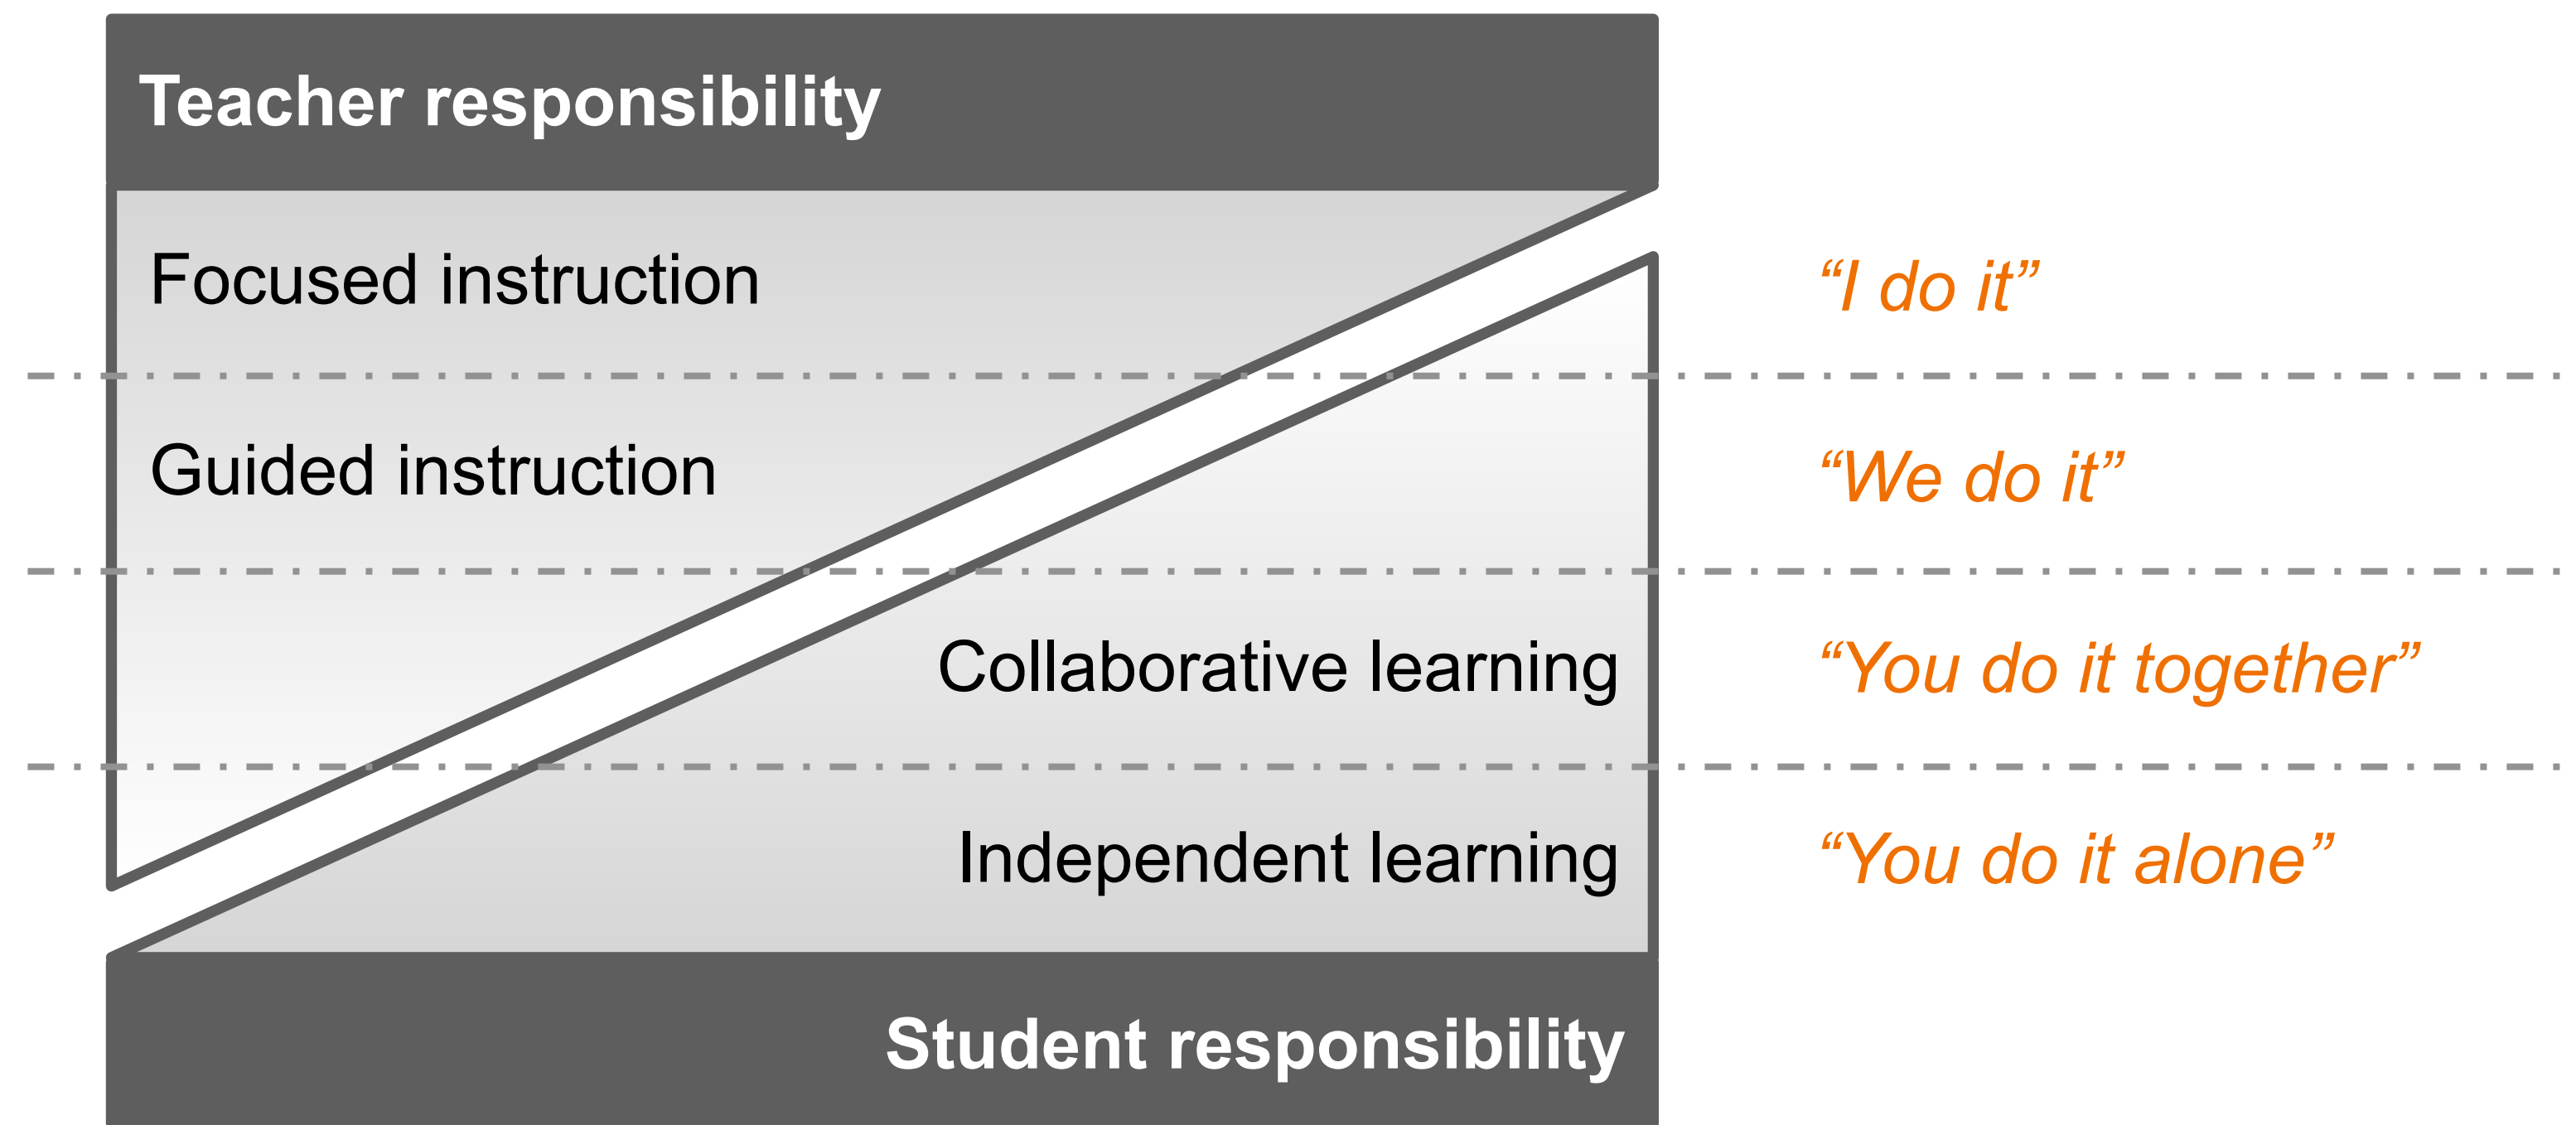 Teacher responsibility
Focused instruction
“I do it”
Guided instruction
“We do it”
Collaborative learning
“You do it together”
Independent learning
“You do it alone”
Student responsibility